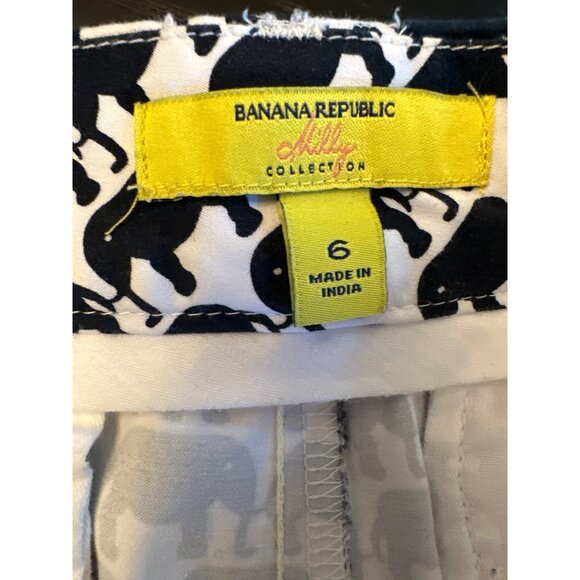 BANANA REPUBLIC
Milly
COLLECTION
6
MADE IN
INDIA